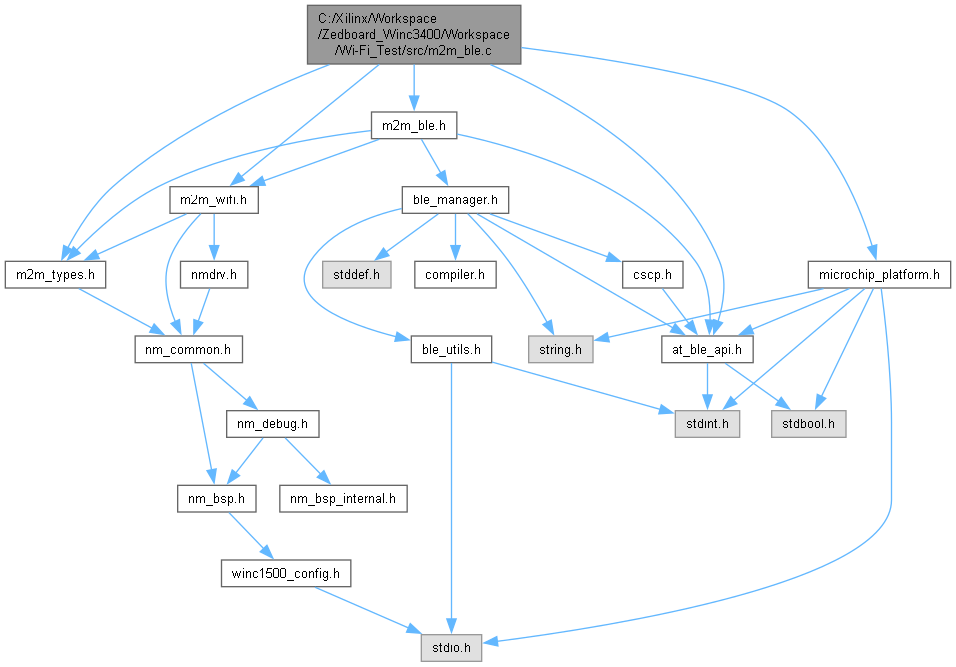 C:/Xilinx/Workspace
/Zedboard_Winc3400/Workspace
/Wi-Fi_Test/src/m2m_ble.c
m2m_ble.h
m2m_wifi.h
ble_manager.h
m2m_types.h
nmdrv.h
stddef.h
compiler.h
cscp.h
microchip_platform.h
nm_common.h
ble_utils.h
string.h
at_ble_api.h
nm_debug.h
stdint.h
stdbool.h
nm_bsp.h
nm_bsp_internal.h
winc1500_config.h
stdio.h